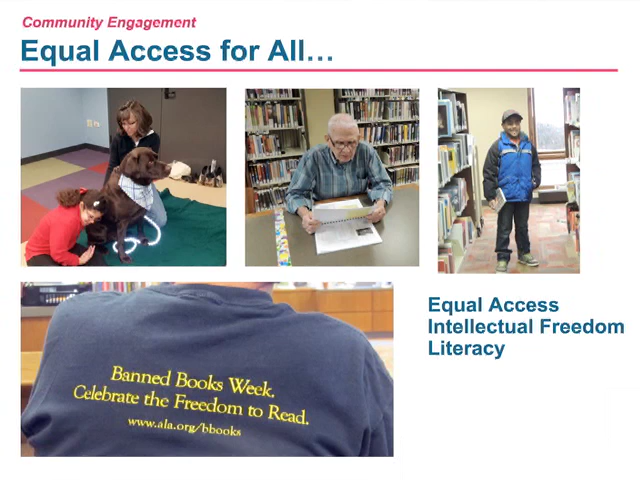 Community Engagement
Equal Access for All…
Equal Access
Intellectual Freedom
Literacy
Banned Books Week.
Celebrate the Freedom to Read.
www.ala.org/bbooks